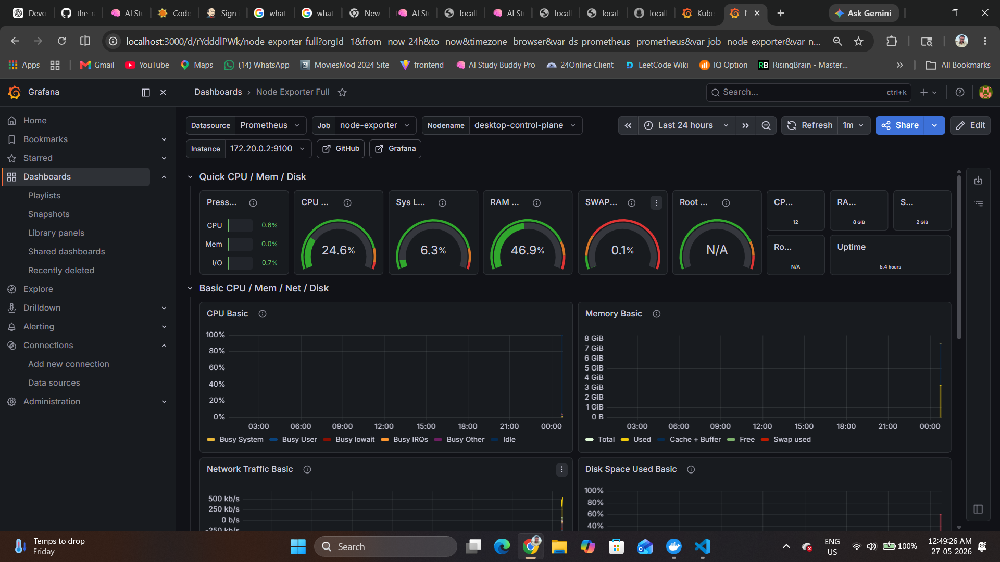 Devo
the-r
AI Stu
Code
Sign
what
what
New
AI Stu
locall
AI Stu
locall
locall
locall
Kube
Ask Gemini
localhost:3000/d/rYdddlPWk/node-exporter-full?orgId=1&from=now-24h&to=now&timezone=browser&var-ds_prometheus=prometheus&var-job=node-exporter&var-n...
Apps
Gmail
YouTube
Maps
(14) WhatsApp
MoviesMod 2024 Site
frontend
AI Study Buddy Pro
24Online Client
LeetCode Wiki
IQ Option
RB RisingBrain - Master...
All Bookmarks
Grafana
Dashboards › Node Exporter Full
Search... ctrl+k
Home
Bookmarks
Starred
Dashboards
Playlists
Snapshots
Library panels
Shared dashboards
Recently deleted
Explore
Drilldown
Alerting
Connections
Add new connection
Data sources
Administration
Datasource Prometheus
Job node-exporter
Nodename desktop-control-plane
Last 24 hours
Refresh 1m
Share
Edit
Instance 172.20.0.2:9100
GitHub
Grafana
Quick CPU / Mem / Disk
Press...
CPU 0.6%
Mem 0.0%
I/O 0.7%
CPU ...
24.6%
Sys L...
6.3%
RAM ...
46.9%
SWAP...
0.1%
Root ...
N/A
CP...
12
RA...
8 GiB
S...
2 GiB
Ro...
N/A
Uptime
5.4 hours
Basic CPU / Mem / Net / Disk
CPU Basic
100%
80%
60%
40%
20%
0%
03:00 06:00 09:00 12:00 15:00 18:00 21:00 00:00
Busy System Busy User Busy Iowait Busy IRQs Busy Other Idle
Memory Basic
8 GiB
7 GiB
6 GiB
5 GiB
4 GiB
3 GiB
2 GiB
1 GiB
0 B
03:00 06:00 09:00 12:00 15:00 18:00 21:00 00:00
Total Used Cache + Buffer Free Swap used
Network Traffic Basic
500 kb/s
250 kb/s
0 b/s
-250 kb/s
Disk Space Used Basic
100%
80%
60%
40%
Temps to drop
Friday
Search
ENG
US
100%
12:49:26 AM
27-05-2026